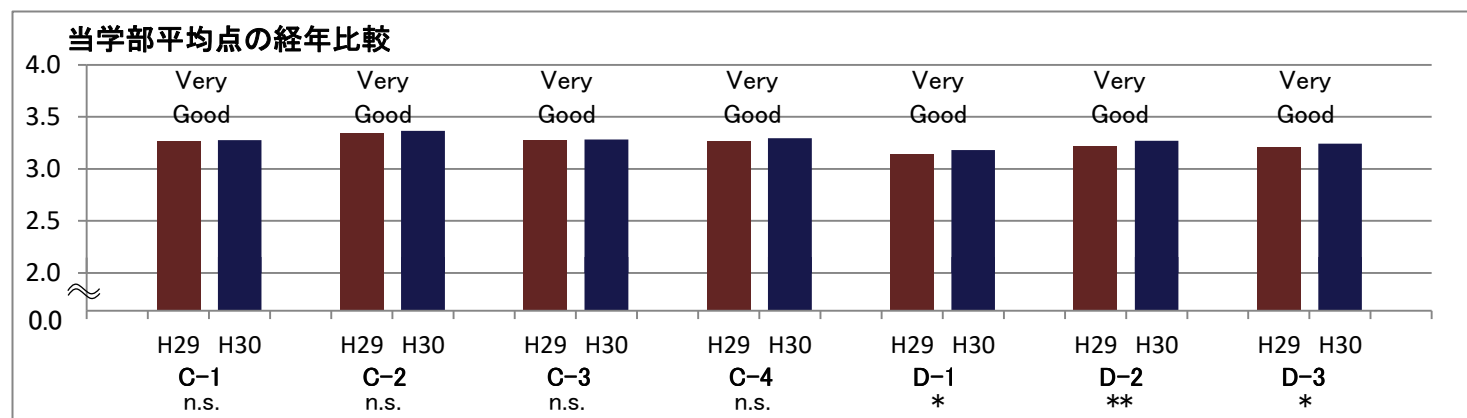 当学部平均点の経年比較
4.0
3.5
3.0
2.5
2.0
0.0
Very Good
Very Good
Very Good
Very Good
Very Good
Very Good
Very Good
H29 H30 H29 H30 H29 H30 H29 H30 H29 H30 H29 H30 H29 H30
C-1 C-2 C-3 C-4 D-1 D-2 D-3
n.s. n.s. n.s. n.s. * ** *